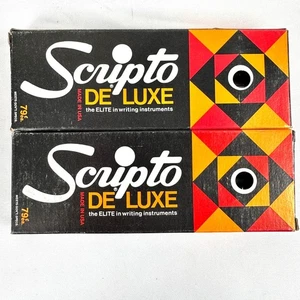 Scripto
DE LUXE
the ELITE in writing instruments
MADE IN USA
79¢
Scripto
DE LUXE
the ELITE in writing instruments
MADE IN USA
79¢